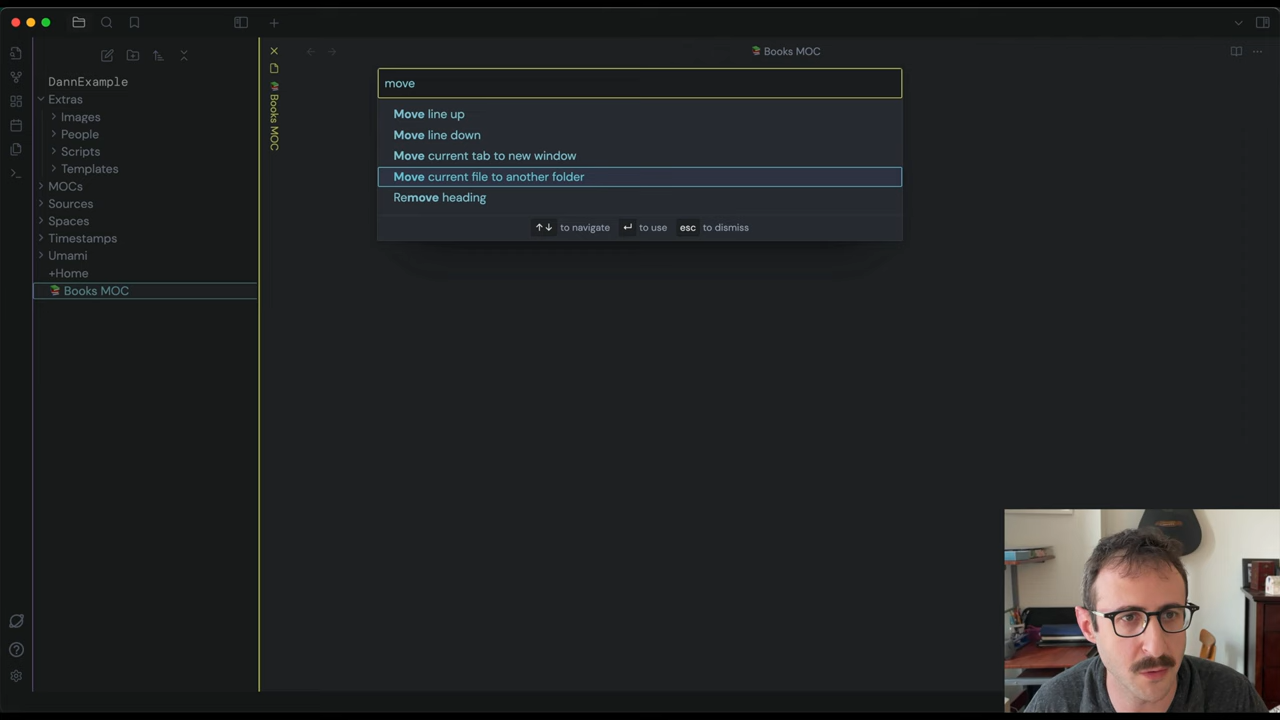 Books MOC
DannExample
Extras
Images
People
Scripts
Templates
MOCs
Sources
Spaces
Timestamps
Umami
+Home
Books MOC
Books MOC
move
Move line up
Move line down
Move current tab to new window
Move current file to another folder
Remove heading
↑↓ to navigate ↵ to use esc to dismiss